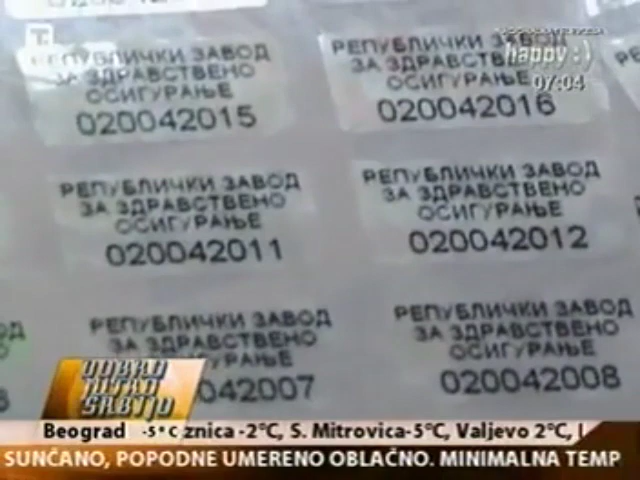 happy :)
07:04
РЕПУБЛИЧКИ ЗАВОД
ЗА ЗДРАВСТВЕНО
ОСИГУРАЊЕ
020042015
РЕПУБЛИЧКИ ЗАВОД
ЗА ЗДРАВСТВЕНО
ОСИГУРАЊЕ
020042016
РЕПУБЛИЧКИ ЗАВОД
ЗА ЗДРАВСТВЕНО
ОСИГУРАЊЕ
020042011
РЕПУБЛИЧКИ ЗАВОД
ЗА ЗДРАВСТВЕНО
ОСИГУРАЊЕ
020042012
РЕПУБЛИЧКИ ЗАВОД
ЗА ЗДРАВСТВЕНО
042007
РЕПУБЛИЧКИ ЗАВОД
ЗА ЗДРАВСТВЕНО
ОСИГУРАЊЕ
020042008
DOBRO
JUTRO
SRBIJO
Beograd -5°C znica -2°C, S. Mitrovica-5°C, Valjevo 2°C,
SUNČANO, POPODNE UMERENO OBLAČNO. MINIMALNA TEMP